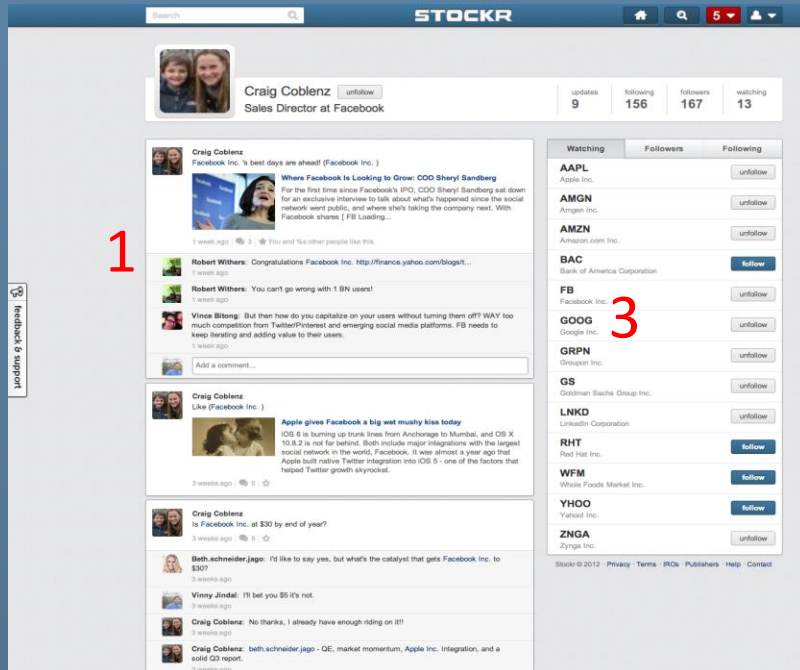 Search
STOCKR
5
Craig Coblenz unfollow
Sales Director at Facebook
updates following followers watching
9 156 167 13
Craig Coblenz
Facebook Inc. 's best days are ahead! (Facebook Inc. )
Where Facebook Is Looking to Grow: COO Sheryl Sandberg
For the first time since Facebook's IPO, COO Sheryl Sandberg sat down
for an exclusive interview to talk about what's happened since the social
network went public, and where she's taking the company next. With
Facebook shares [ FB Loading...
1 week ago 3 You and %a other people like this.
1
Robert Withers: Congratulations Facebook Inc. http://finance.yahoo.com/blogs/t...
1 week ago
Robert Withers: You can't go wrong with 1 BN users!
1 week ago
Vince Bitong: But then how do you capitalize on your users without turning them off? WAY too
much competition from Twitter/Pinterest and emerging social media platforms. FB needs to
keep iterating and adding value to their users.
1 week ago
Add a comment...
Craig Coblenz
Like (Facebook Inc. )
Apple gives Facebook a big wet mushy kiss today
iOS 6 is burning up trunk lines from Anchorage to Mumbai, and OS X
10.8.2 is not far behind. Both include major integrations with the largest
social network in the world, Facebook. It was almost a year ago that
Apple built native Twitter integration into iOS 5 - one of the factors that
helped Twitter growth skyrocket.
3 weeks ago 0
Craig Coblenz
Is Facebook Inc. at $30 by end of year?
3 weeks ago 5
Beth.schneider.jago: I'd like to say yes, but what's the catalyst that gets Facebook Inc. to
$30?
3 weeks ago
Vinny Jindal: I'll bet you $5 it's not.
3 weeks ago
Craig Coblenz: No thanks, I already have enough riding on it!!
3 weeks ago
Craig Coblenz: beth.schneider.jago - QE, market momentum, Apple Inc. Integration, and a
solid Q3 report.
3 weeks ago
Watching Followers Following
AAPL unfollow
Apple Inc.
AMGN unfollow
Amgen Inc.
AMZN unfollow
Amazon.com Inc.
BAC follow
Bank of America Corporation
FB unfollow
Facebook Inc.
3
GOOG unfollow
Google Inc.
GRPN unfollow
Groupon Inc.
GS unfollow
Goldman Sachs Group Inc.
LNKD unfollow
LinkedIn Corporation
RHT follow
Red Hat Inc.
WFM follow
Whole Foods Market Inc.
YHOO follow
Yahoo! Inc.
ZNGA unfollow
Zynga Inc.
Stockr © 2012 · Privacy · Terms · IROs · Publishers · Help · Contact
feedback & support